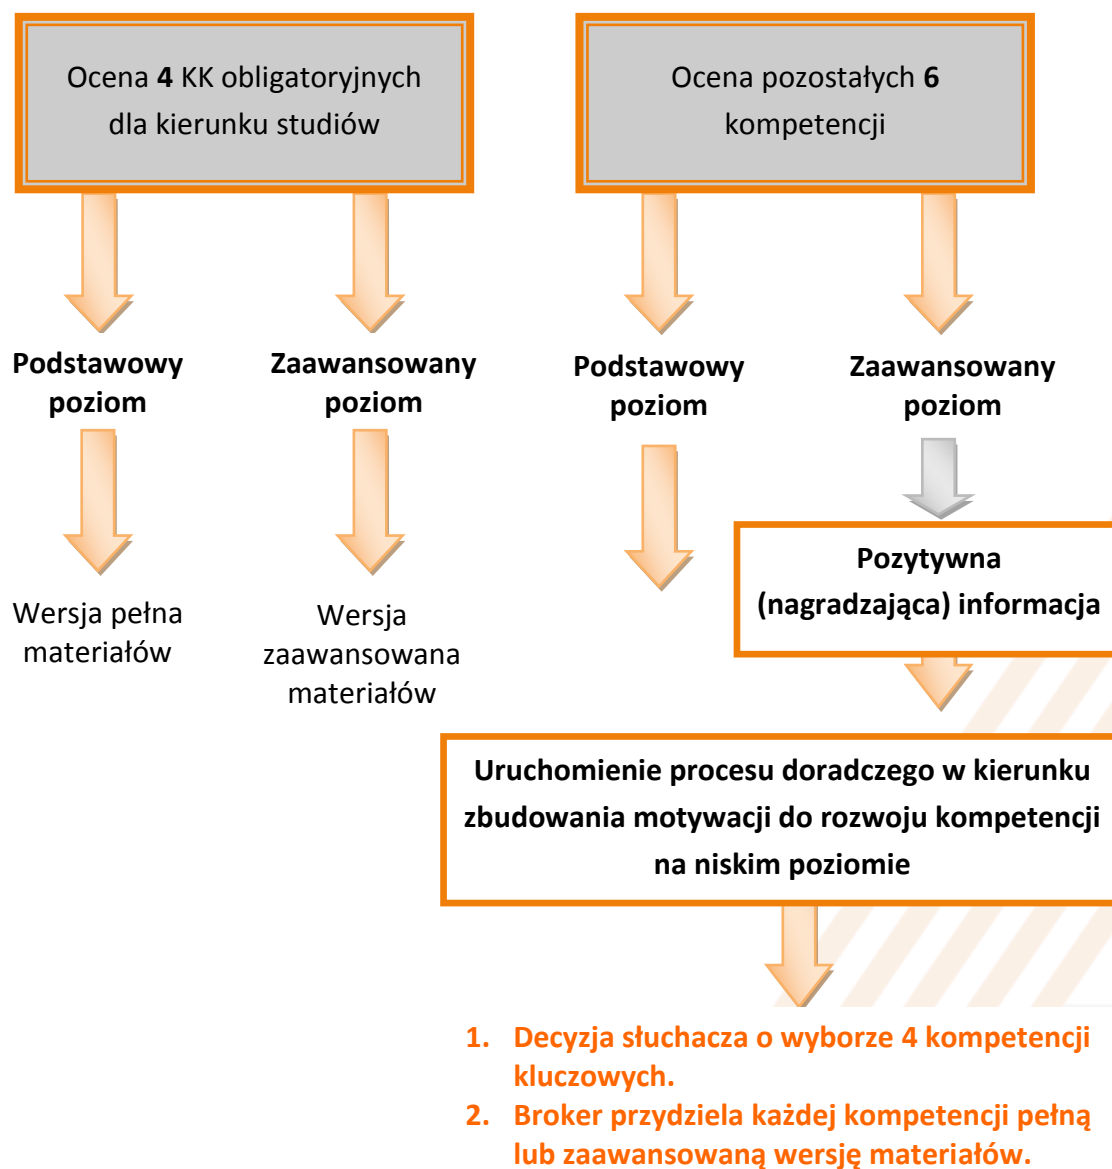 Ocena 4 KK obligatoryjnych
dla kierunku studiów
Ocena pozostałych 6
kompetencji
Podstawowy
poziom
Zaawansowany
poziom
Podstawowy
poziom
Zaawansowany
poziom
Wersja pełna
materiałów
Wersja
zaawansowana
materiałów
Pozytywna
(nagradzająca) informacja
Uruchomienie procesu doradczego w kierunku
zbudowania motywacji do rozwoju kompetencji
na niskim poziomie
1. Decyzja słuchacza o wyborze 4 kompetencji
kluczowych.
2. Broker przydziela każdej kompetencji pełną
lub zaawansowaną wersję materiałów.